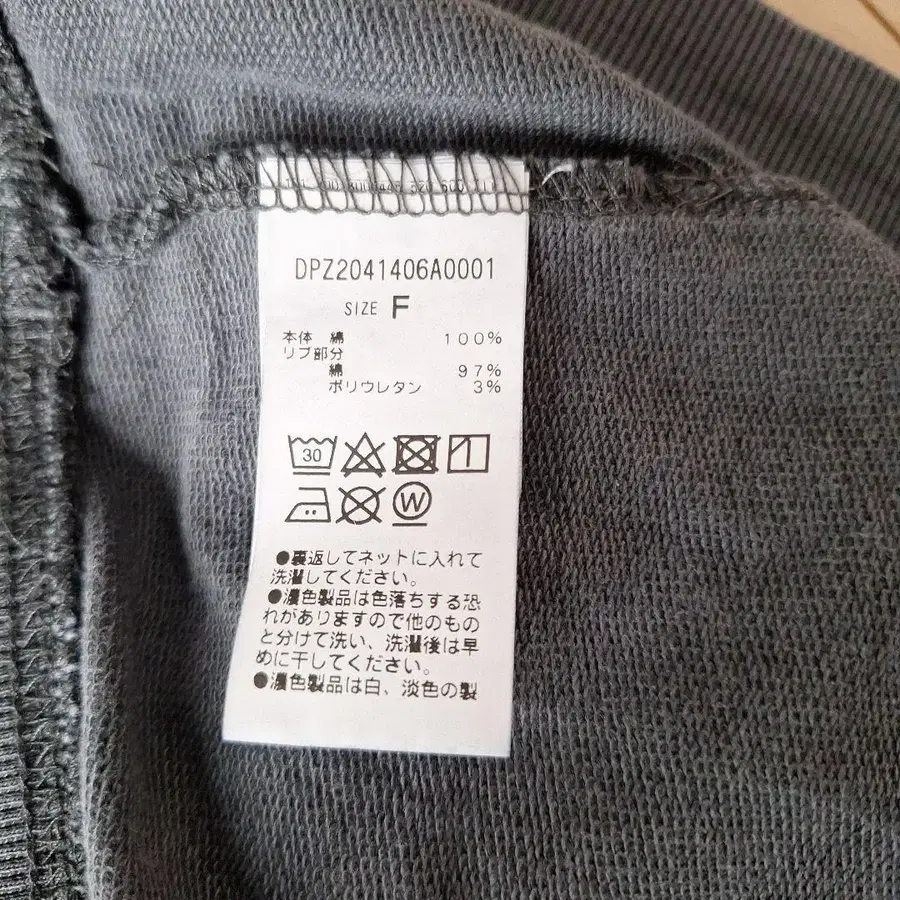 DPZ2041406A0001
SIZE F
本体 綿 100%
リブ部分
綿 97%
ポリウレタン 3%
30
W
●裏返してネットに入れて
洗濯してください。
●濃色製品は色落ちする恐
れがありますので他のもの
と分けて洗い、洗濯後は早
めに干してください。
●濃色製品は白、淡色の製